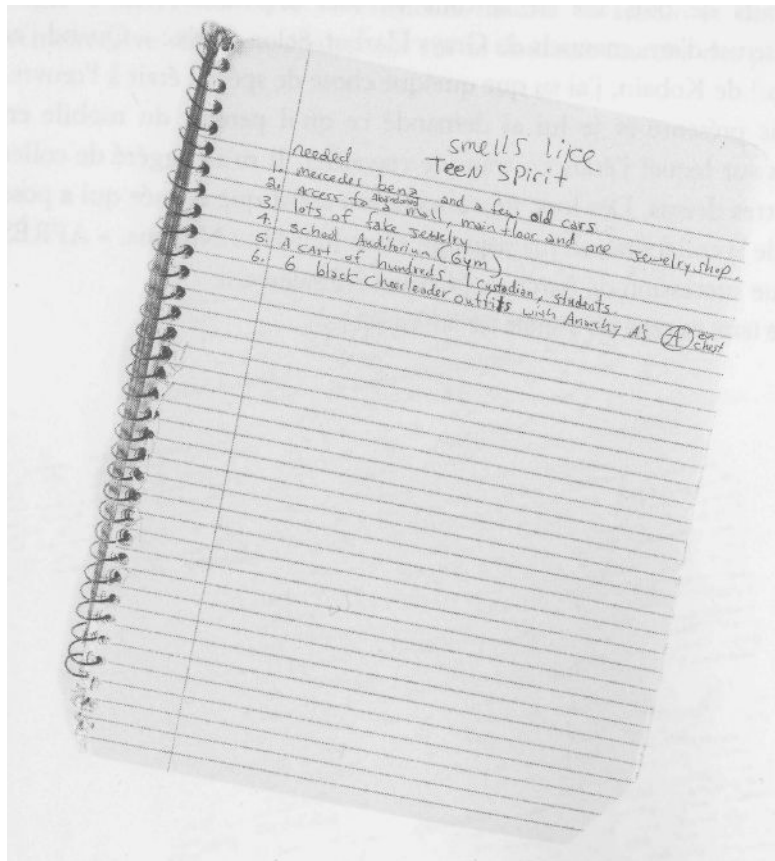 smells like
Teen Spirit
needed
1. mercedes benz and a few old cars
2. Access to a Abandoned mall main floor and one jewelry shop.
3. lots of fake jewelry
4. school Auditorium (Gym)
5. A cast of hundreds. 1 custodian, students.
6. 6 black cheerleader outfits with Anarchy A's Ⓐ on chest